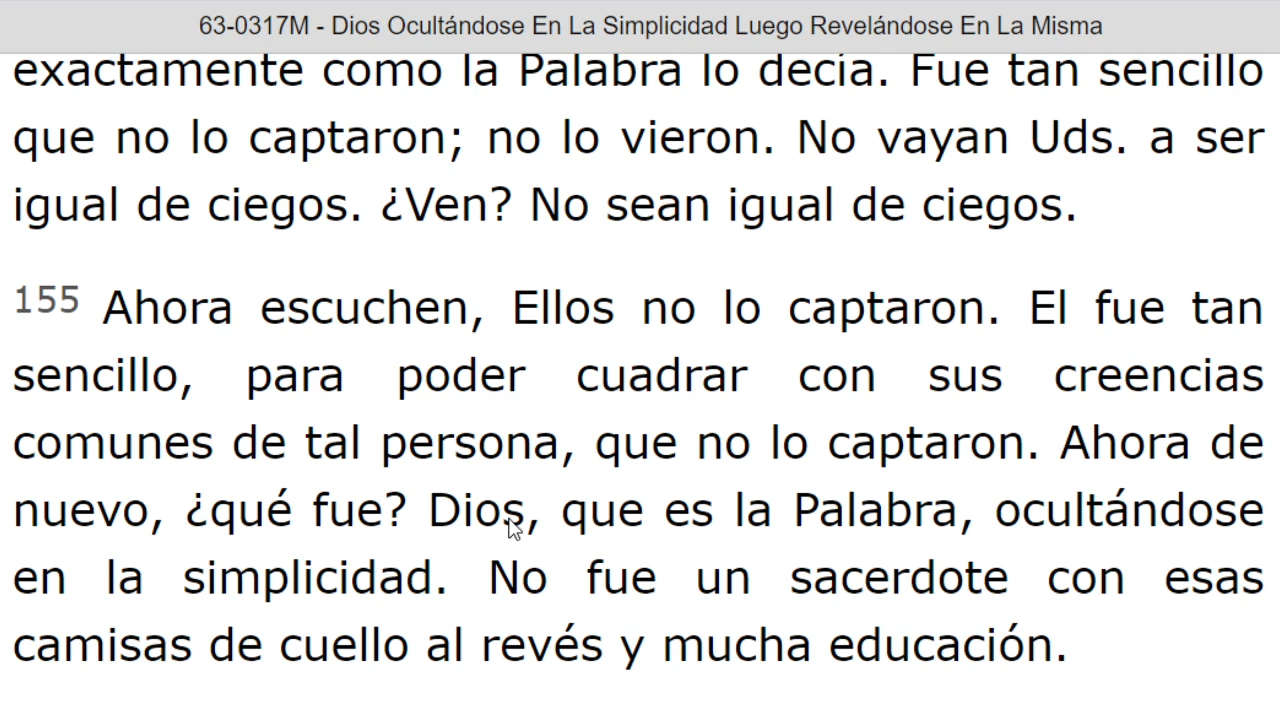 63-0317M - Dios Ocultándose En La Simplicidad Luego Revelándose En La Misma
exactamente como la Palabra lo decía. Fue tan sencillo
que no lo captaron; no lo vieron. No vayan Uds. a ser
igual de ciegos. ¿Ven? No sean igual de ciegos.
155 Ahora escuchen, Ellos no lo captaron. El fue tan
sencillo, para poder cuadrar con sus creencias
comunes de tal persona, que no lo captaron. Ahora de
nuevo, ¿qué fue? Dios, que es la Palabra, ocultándose
en la simplicidad. No fue un sacerdote con esas
camisas de cuello al revés y mucha educación.